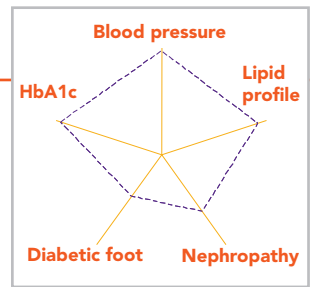 Blood pressure
Lipid
profile
HbA1c
Diabetic foot
Nephropathy